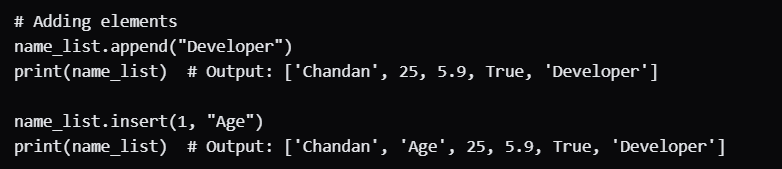 # Adding elements
name_list.append("Developer")
print(name_list)  # Output: ['Chandan', 25, 5.9, True, 'Developer']
name_list.insert(1, "Age")
print(name_list)  # Output: ['Chandan', 'Age', 25, 5.9, True, 'Developer']